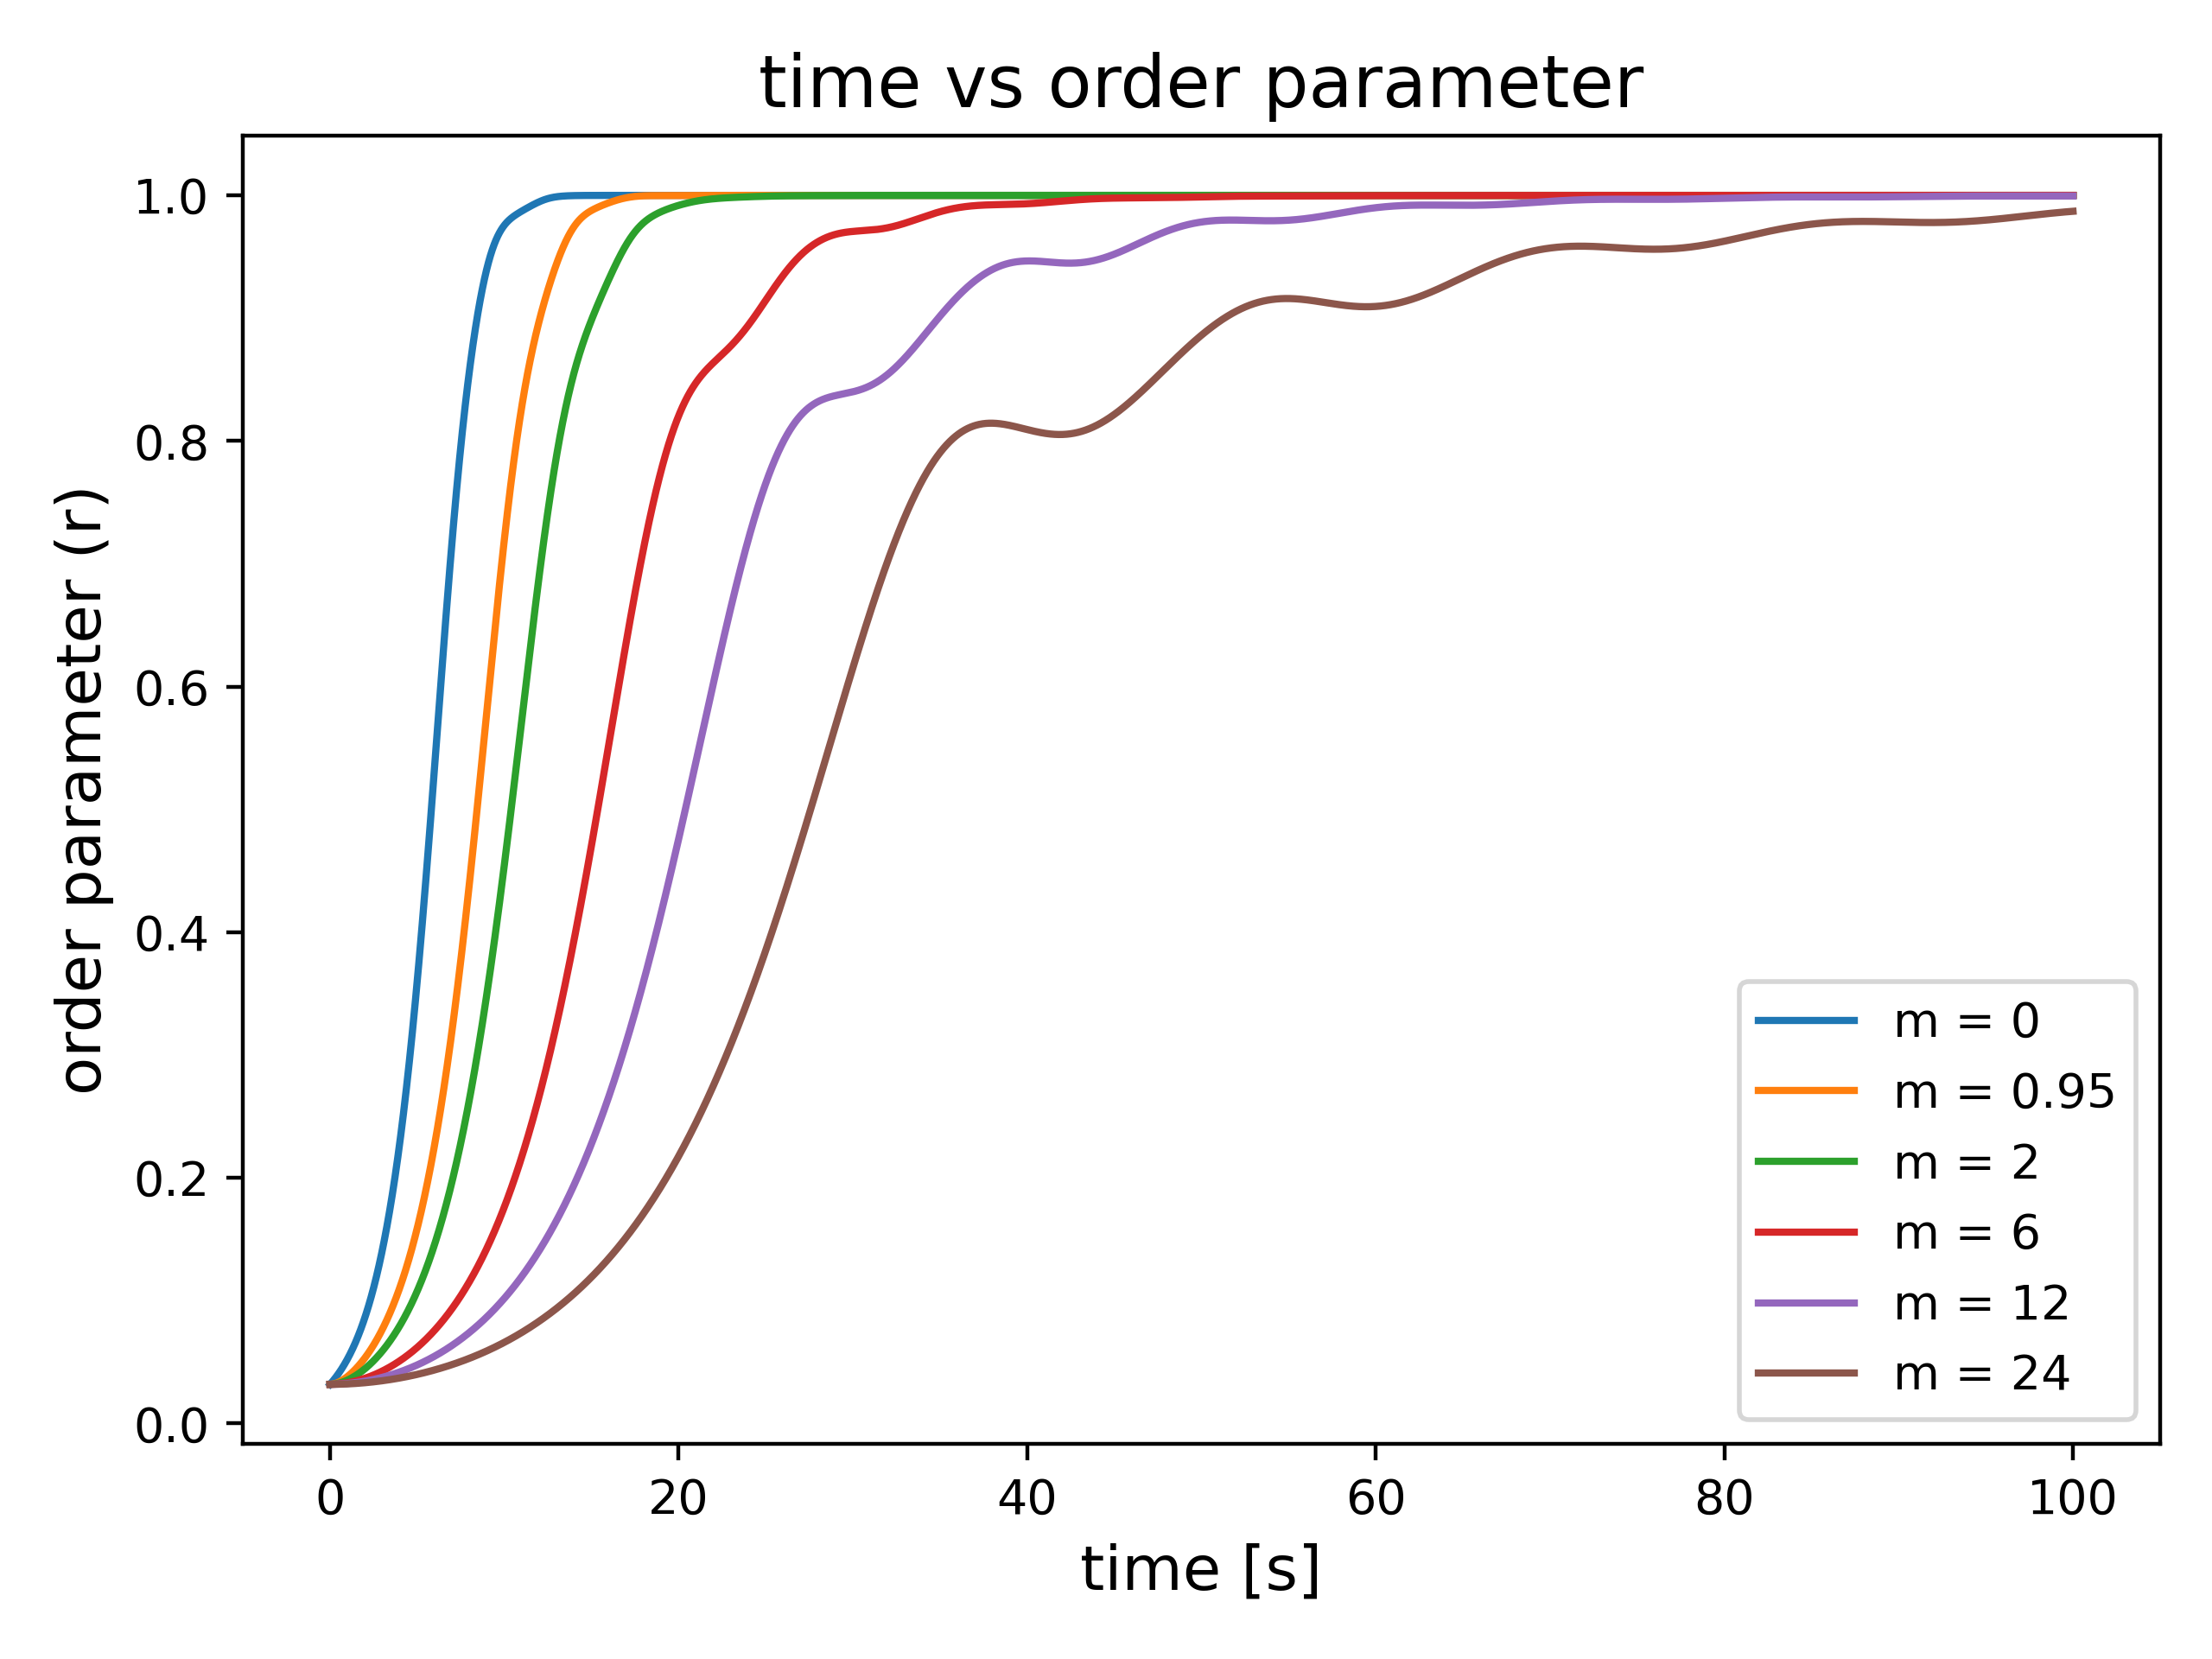 time vs order parameter
order parameter (r)
1.0
0.8
0.6
0.4
0.2
0.0
0 20 40 60 80 100
time [s]
m = 0
m = 0.95
m = 2
m = 6
m = 12
m = 24